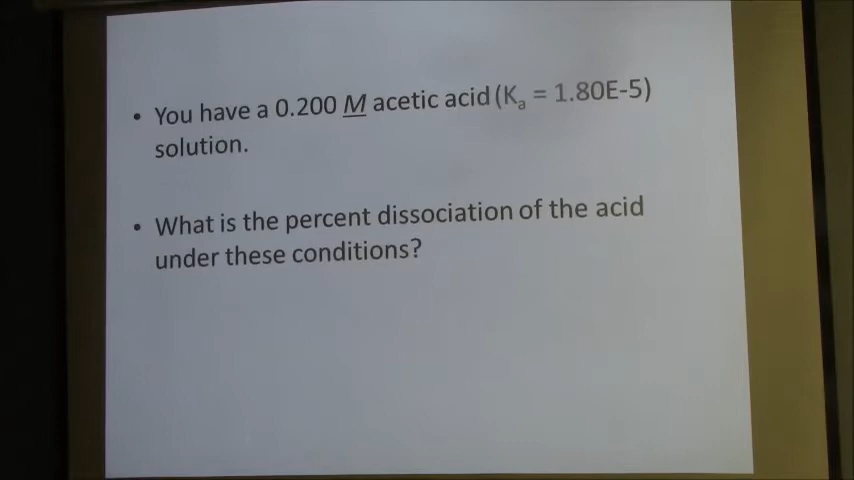 • You have a 0.200 M acetic acid (Ka = 1.80E-5)
solution.
• What is the percent dissociation of the acid
under these conditions?